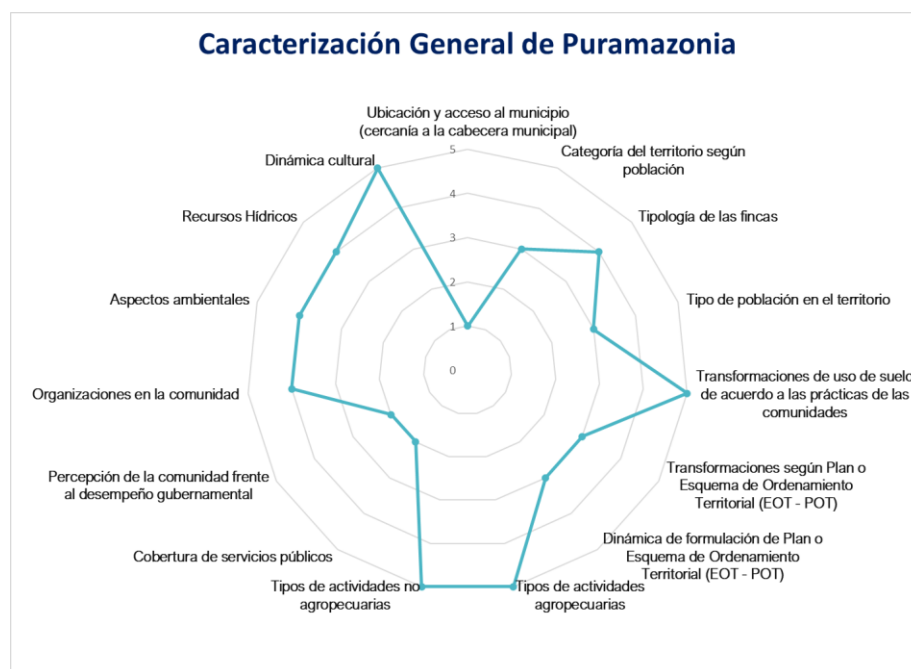 Caracterización General de Puramazonia
Ubicación y acceso al municipio
(cercanía a la cabecera municipal)
Categoría del territorio según
población
Tipología de las fincas
Tipo de población en el territorio
Transformaciones de uso de suelo
de acuerdo a las prácticas de las
comunidades
Transformaciones según Plan o
Esquema de Ordenamiento
Territorial (EOT - POT)
Dinámica de formulación de Plan o
Esquema de Ordenamiento
Territorial (EOT - POT)
Tipos de actividades
agropecuarias
Tipos de actividades no
agropecuarias
Cobertura de servicios públicos
Percepción de la comunidad frente
al desempeño gubernamental
Organizaciones en la comunidad
Aspectos ambientales
Recursos Hídricos
Dinámica cultural
5
4
3
2
1
0